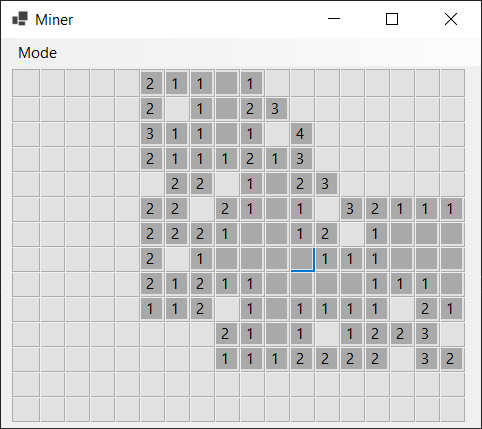 Miner
Mode
2 1 1 1
2 1 2 3
3 1 1 1 4
2 1 1 1 2 1 3
2 2 1 2 3
2 2 2 1 1 3 2 1 1 1
2 2 2 1 1 2 1
2 1 1 1 1
2 1 2 1 1 1 1 1
1 1 2 1 1 1 1 1 2 1
2 1 1 1 2 2 3
1 1 1 2 2 2 2 3 2